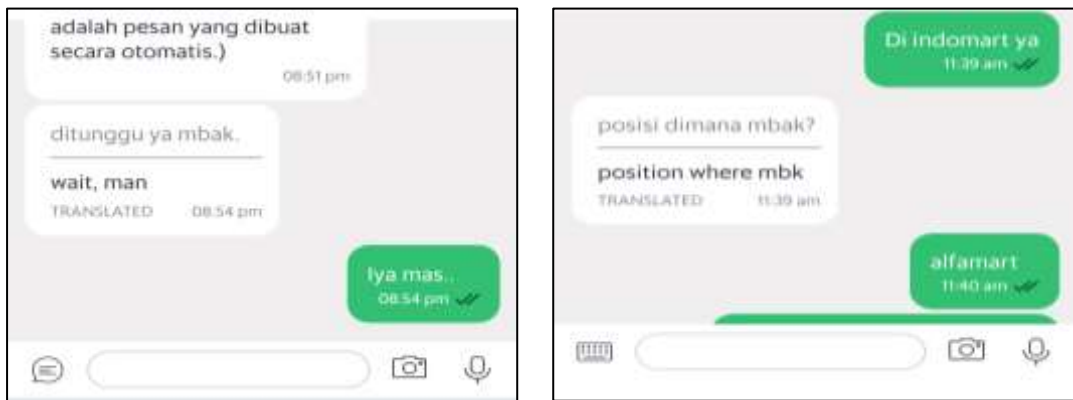 adalah pesan yang dibuat
secara otomatis.)
08:51 pm
ditunggu ya mbak.
wait, man
TRANSLATED 08:54 pm
Iya mas..
08:54 pm
Di indomart ya
11:39 am
posisi dimana mbak?
position where mbk
TRANSLATED 11:39 am
alfamart
11:40 am